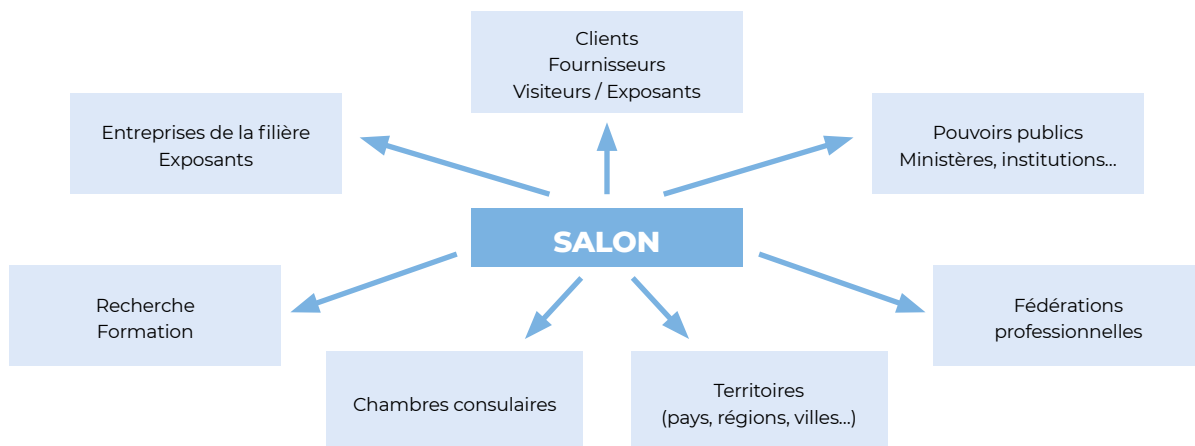 Clients
Fournisseurs
Visiteurs / Exposants
Entreprises de la filière
Exposants
Pouvoirs publics
Ministères, institutions...
SALON
Recherche
Formation
Fédérations
professionnelles
Chambres consulaires
Territoires
(pays, régions, villes...)